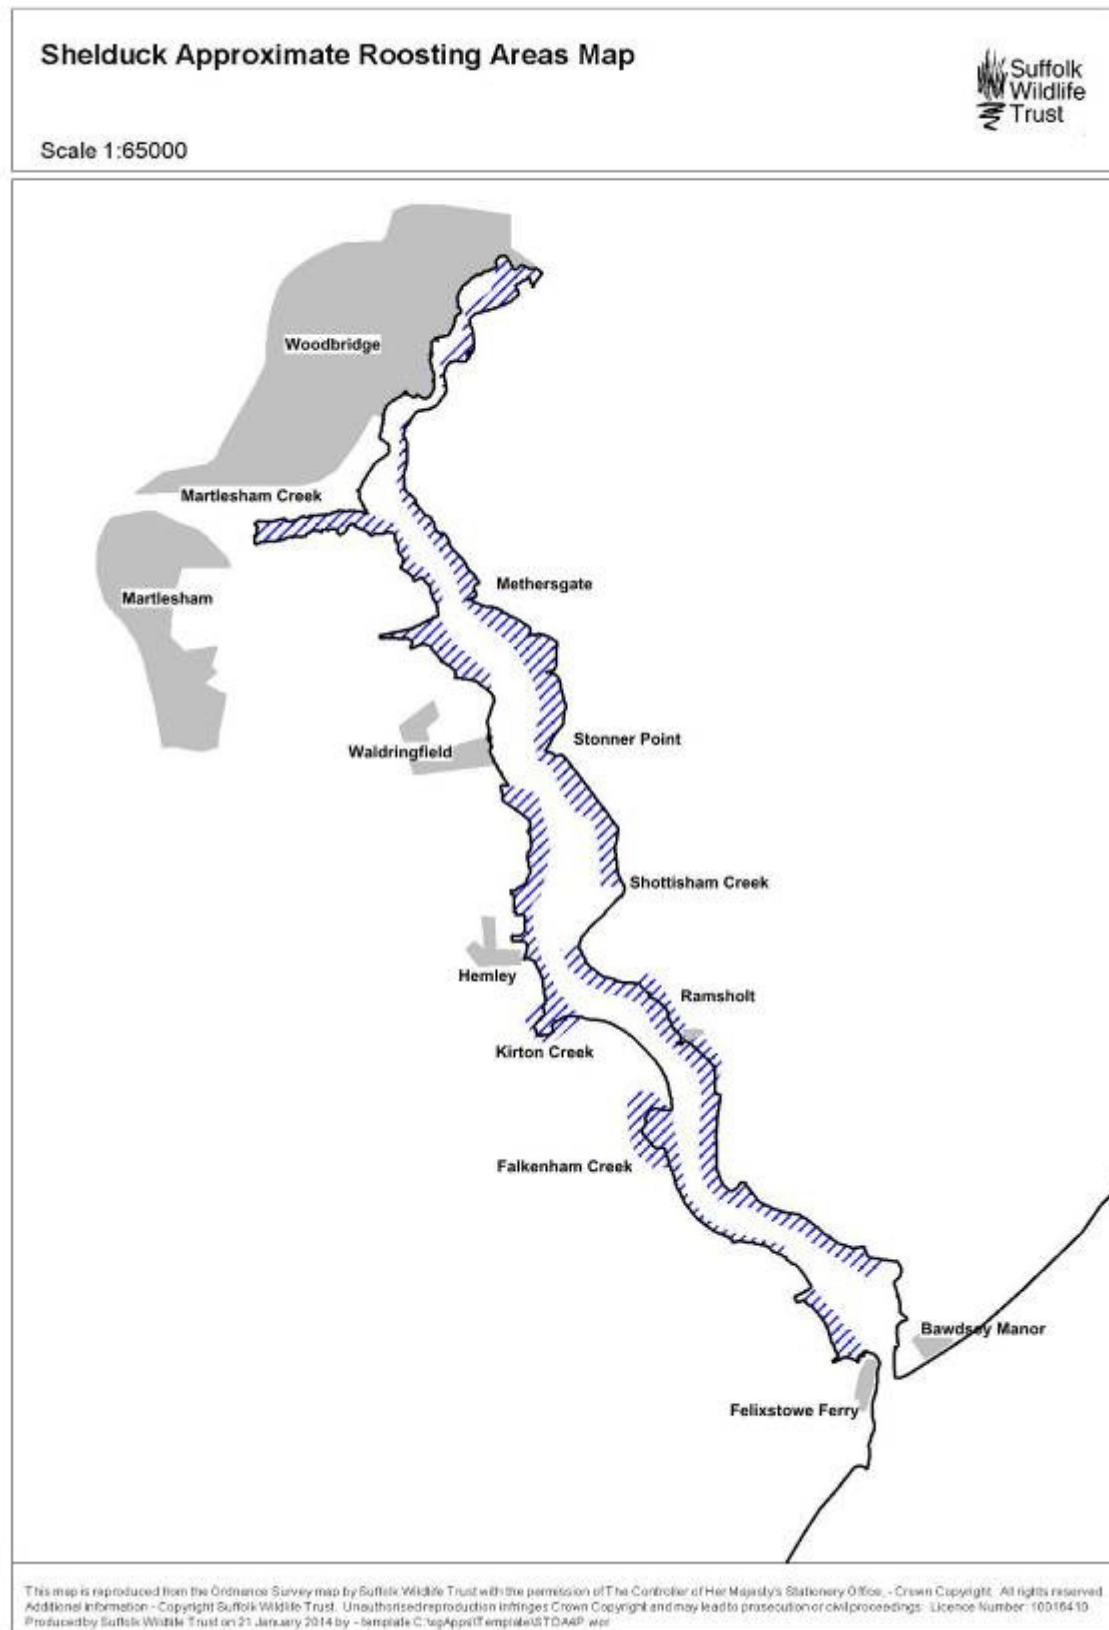 Shelduck Approximate Roosting Areas Map
Suffolk
Wildlife
Trust
Scale 1:65000
Woodbridge
Martlesham Creek
Methersgate
Martlesham
Stonner Point
Waldringfield
Shottisham Creek
Hemley
Ramsholt
Kirton Creek
Falkenham Creek
Bawdsey Manor
Felixstowe Ferry
This map is reproduced from the Ordnance Survey map by Suffolk Wildlife Trust with the permission of The Controller of Her Majesty's Stationery Office, - Crown Copyright. All rights reserved
Additional information - Copyright Suffolk Wildlife Trust. Unauthorised reproduction infringes Crown Copyright and may lead to prosecution or civil proceedings. Licence Number: 10016410
Produced by Suffolk Wildlife Trust on 21 January 2014 by - template